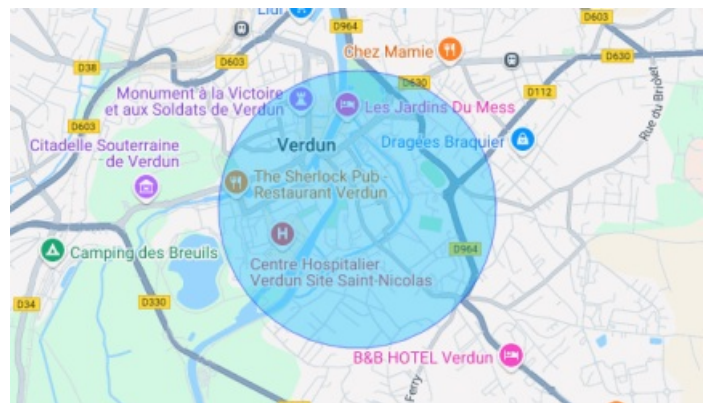 Lidl
D964
D603
D603
Chez Mamie
D630
D38
D630
D112
Rue du Briolet
Monument à la Victoire
et aux Soldats de Verdun
Les Jardins Du Mess
D603
Verdun
Dragées Braquier
Citadelle Souterraine
de Verdun
The Sherlock Pub -
Restaurant Verdun
Camping des Breuils
D964
Centre Hospitalier
Verdun Site Saint-Nicolas
D34
D330
B&B HOTEL Verdun
Ferry